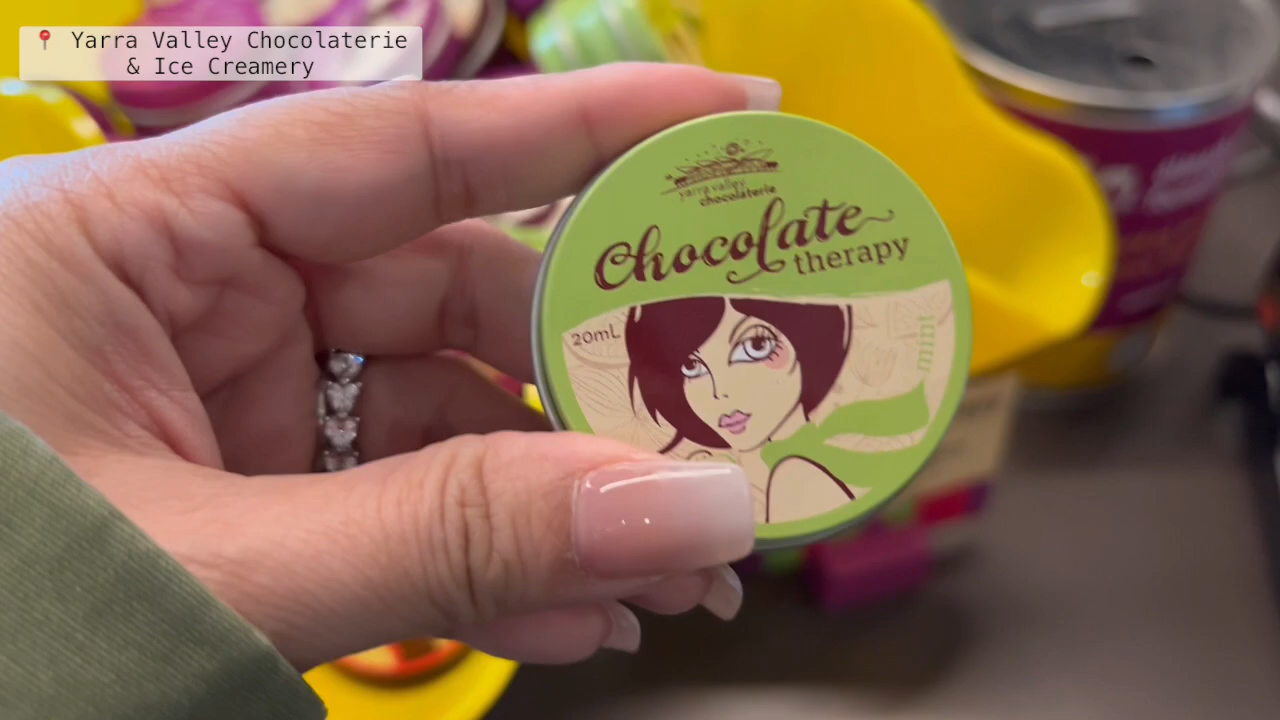 📍 Yarra Valley Chocolaterie
& Ice Creamery
yarra valley
chocolaterie
Chocolate
therapy
20mL
mint